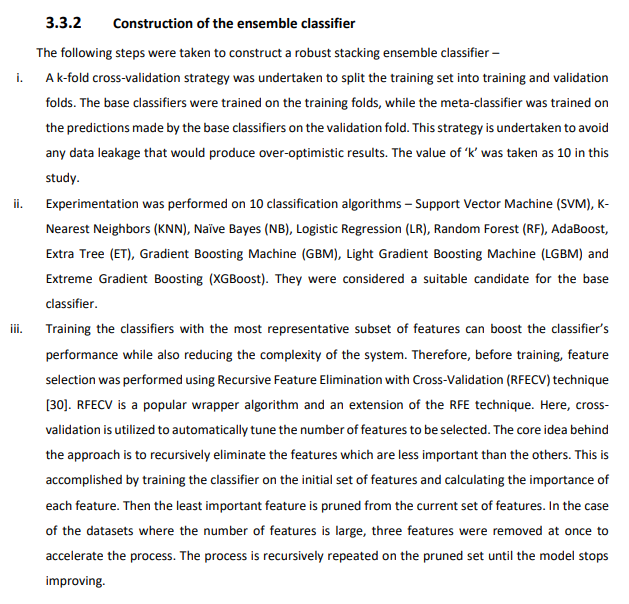 3.3.2 Construction of the ensemble classifier
The following steps were taken to construct a robust stacking ensemble classifier –
i. A k-fold cross-validation strategy was undertaken to split the training set into training and validation
folds. The base classifiers were trained on the training folds, while the meta-classifier was trained on
the predictions made by the base classifiers on the validation fold. This strategy is undertaken to avoid
any data leakage that would produce over-optimistic results. The value of ‘k’ was taken as 10 in this
study.
ii. Experimentation was performed on 10 classification algorithms – Support Vector Machine (SVM), K-
Nearest Neighbors (KNN), Naïve Bayes (NB), Logistic Regression (LR), Random Forest (RF), AdaBoost,
Extra Tree (ET), Gradient Boosting Machine (GBM), Light Gradient Boosting Machine (LGBM) and
Extreme Gradient Boosting (XGBoost). They were considered a suitable candidate for the base
classifier.
iii. Training the classifiers with the most representative subset of features can boost the classifier’s
performance while also reducing the complexity of the system. Therefore, before training, feature
selection was performed using Recursive Feature Elimination with Cross-Validation (RFECV) technique
[30]. RFECV is a popular wrapper algorithm and an extension of the RFE technique. Here, cross-
validation is utilized to automatically tune the number of features to be selected. The core idea behind
the approach is to recursively eliminate the features which are less important than the others. This is
accomplished by training the classifier on the initial set of features and calculating the importance of
each feature. Then the least important feature is pruned from the current set of features. In the case
of the datasets where the number of features is large, three features were removed at once to
accelerate the process. The process is recursively repeated on the pruned set until the model stops
improving.